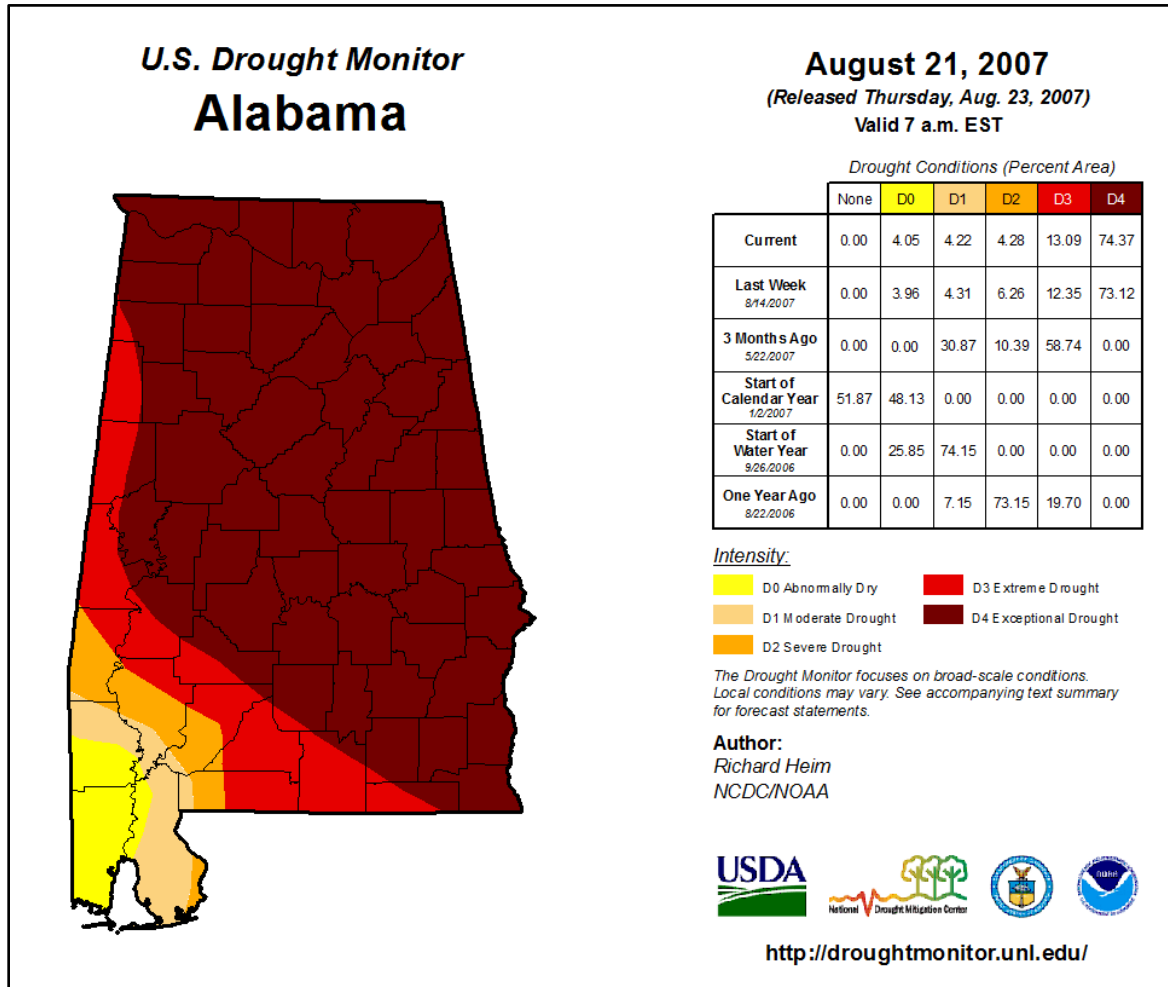 U.S. Drought Monitor
Alabama
August 21, 2007
(Released Thursday, Aug. 23, 2007)
Valid 7 a.m. EST
Drought Conditions (Percent Area)
None D0 D1 D2 D3 D4
Current 0.00 4.05 4.22 4.28 13.09 74.37
Last Week
8/14/2007
0.00 3.96 4.31 6.26 12.35 73.12
3 Months Ago
5/22/2007
0.00 0.00 30.87 10.39 58.74 0.00
Start of
Calendar Year
1/2/2007
51.87 48.13 0.00 0.00 0.00 0.00
Start of
Water Year
9/26/2006
0.00 25.85 74.15 0.00 0.00 0.00
One Year Ago
8/22/2006
0.00 0.00 7.15 73.15 19.70 0.00
Intensity:
D0 Abnormally Dry
D1 Moderate Drought
D2 Severe Drought
D3 Extreme Drought
D4 Exceptional Drought
The Drought Monitor focuses on broad-scale conditions.
Local conditions may vary. See accompanying text summary
for forecast statements.
Author:
Richard Heim
NCDC/NOAA
USDA
National Drought Mitigation Center
noaa
http://droughtmonitor.unl.edu/